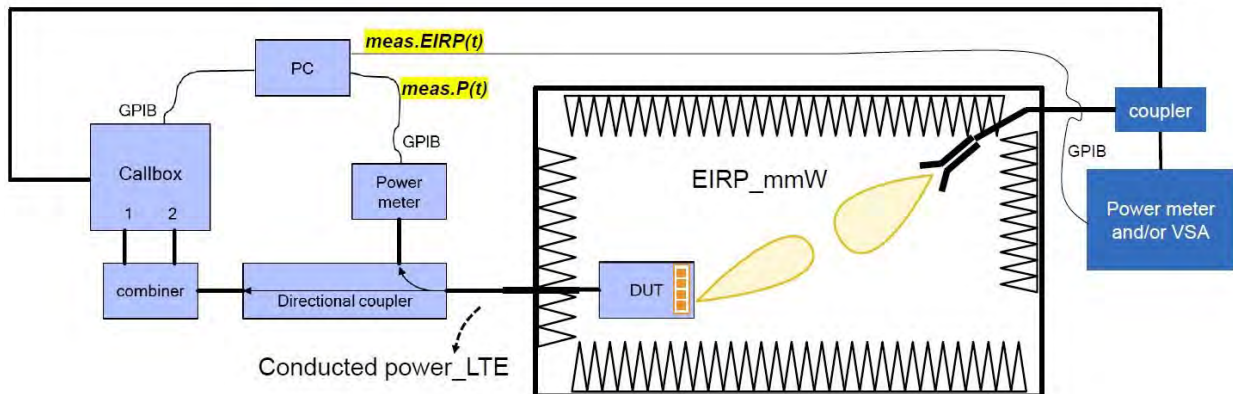 meas.EIRP(t)
PC
meas.P(t)
GPIB
GPIB
coupler
GPIB
Callbox
1 2
Power
meter
EIRP_mmW
Power meter
and/or VSA
combiner
Directional coupler
DUT
Conducted power_LTE